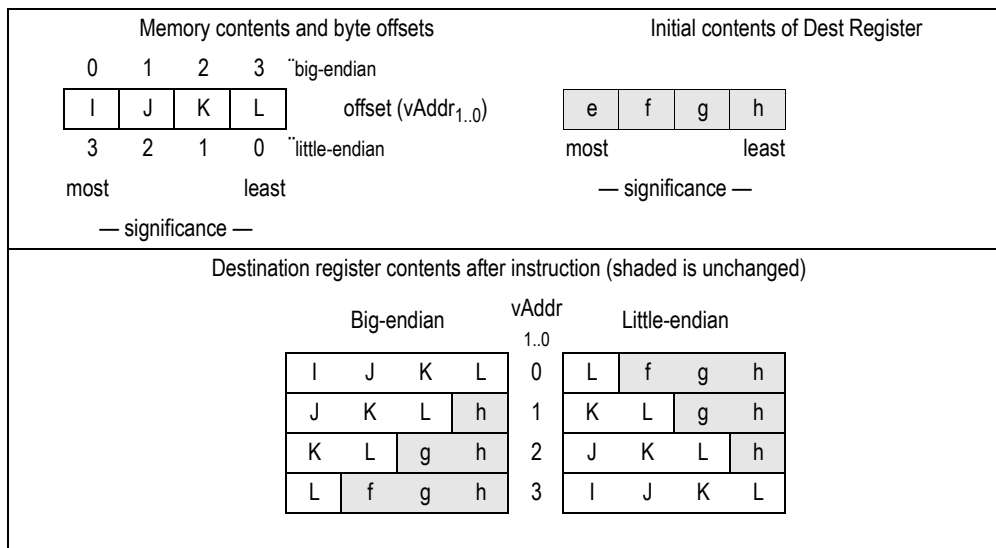 Memory contents and byte offsets
Initial contents of Dest Register
0 1 2 3 ¨big-endian
I J K L offset (vAddr1..0)
e f g h
3 2 1 0 ¨little-endian
most least
most least
— significance —
— significance —
Destination register contents after instruction (shaded is unchanged)
Big-endian vAddr 1..0 Little-endian
I J K L 0 L f g h
J K L h 1 K L g h
K L g h 2 J K L h
L f g h 3 I J K L